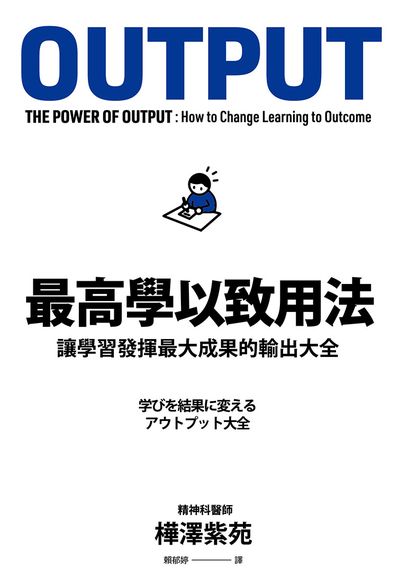 OUTPUT
THE POWER OF OUTPUT : How to Change Learning to Outcome
最高學以致用法
讓學習發揮最大成果的輸出大全
学びを結果に変える
アウトプット大全
精神科醫師
樺澤紫苑
賴郁婷 ——— 譯